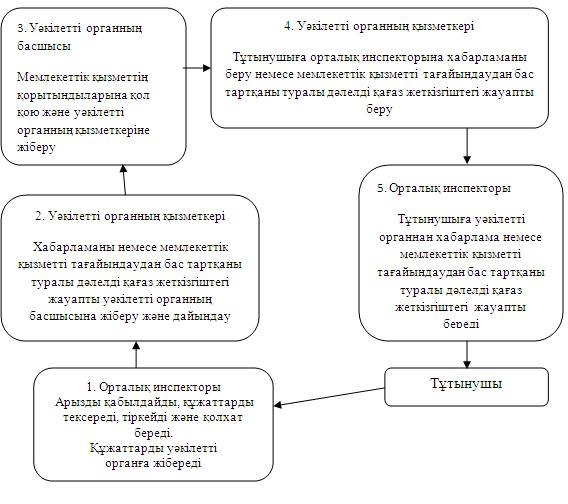 3. Уәкілетті органның
басшысы
Мемлекеттік қызметтің
қорытындыларына қол
қою және уәкілетті
органның қызметкеріне
жіберу
4. Уәкілетті органның қызметкері
Тұтынушыға орталық инспекторына хабарламаны
беру немесе мемлекеттік қызметті тағайындаудан бас
тартқаны туралы дәлелді қағаз жеткізгіштегі жауапты
беру
5. Орталық инспекторы
Тұтынушыға уәкілетті
органнан хабарлама немесе
мемлекеттік қызметті
тағайындаудан бас тартқаны
туралы дәлелді қағаз
жеткізгіштегі жауапты
береді
2. Уәкілетті органның қызметкері
Хабарламаны немесе мемлекеттік
қызметті тағайындаудан бас тартқаны
туралы дәлелді қағаз жеткізгіштегі
жауапты уәкілетті органның
басшысына жіберу және дайындау
1. Орталық инспекторы
Арызды қабылдайды, құжаттарды
тексереді, тіркейді және қолхат
береді.
Құжаттарды уәкілетті
органға жібереді
Тұтынушы